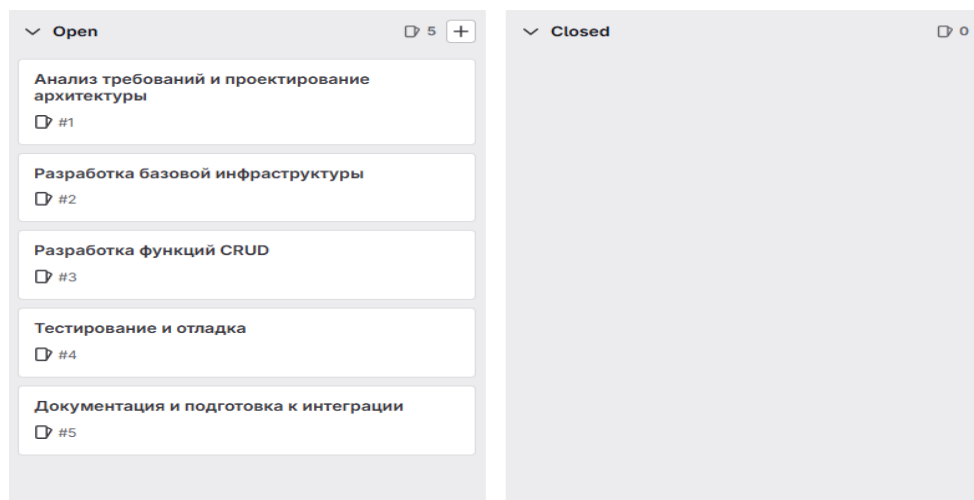 Open 5 +
Closed 0
Анализ требований и проектирование
архитектуры
#1
Разработка базовой инфраструктуры
#2
Разработка функций CRUD
#3
Тестирование и отладка
#4
Документация и подготовка к интеграции
#5